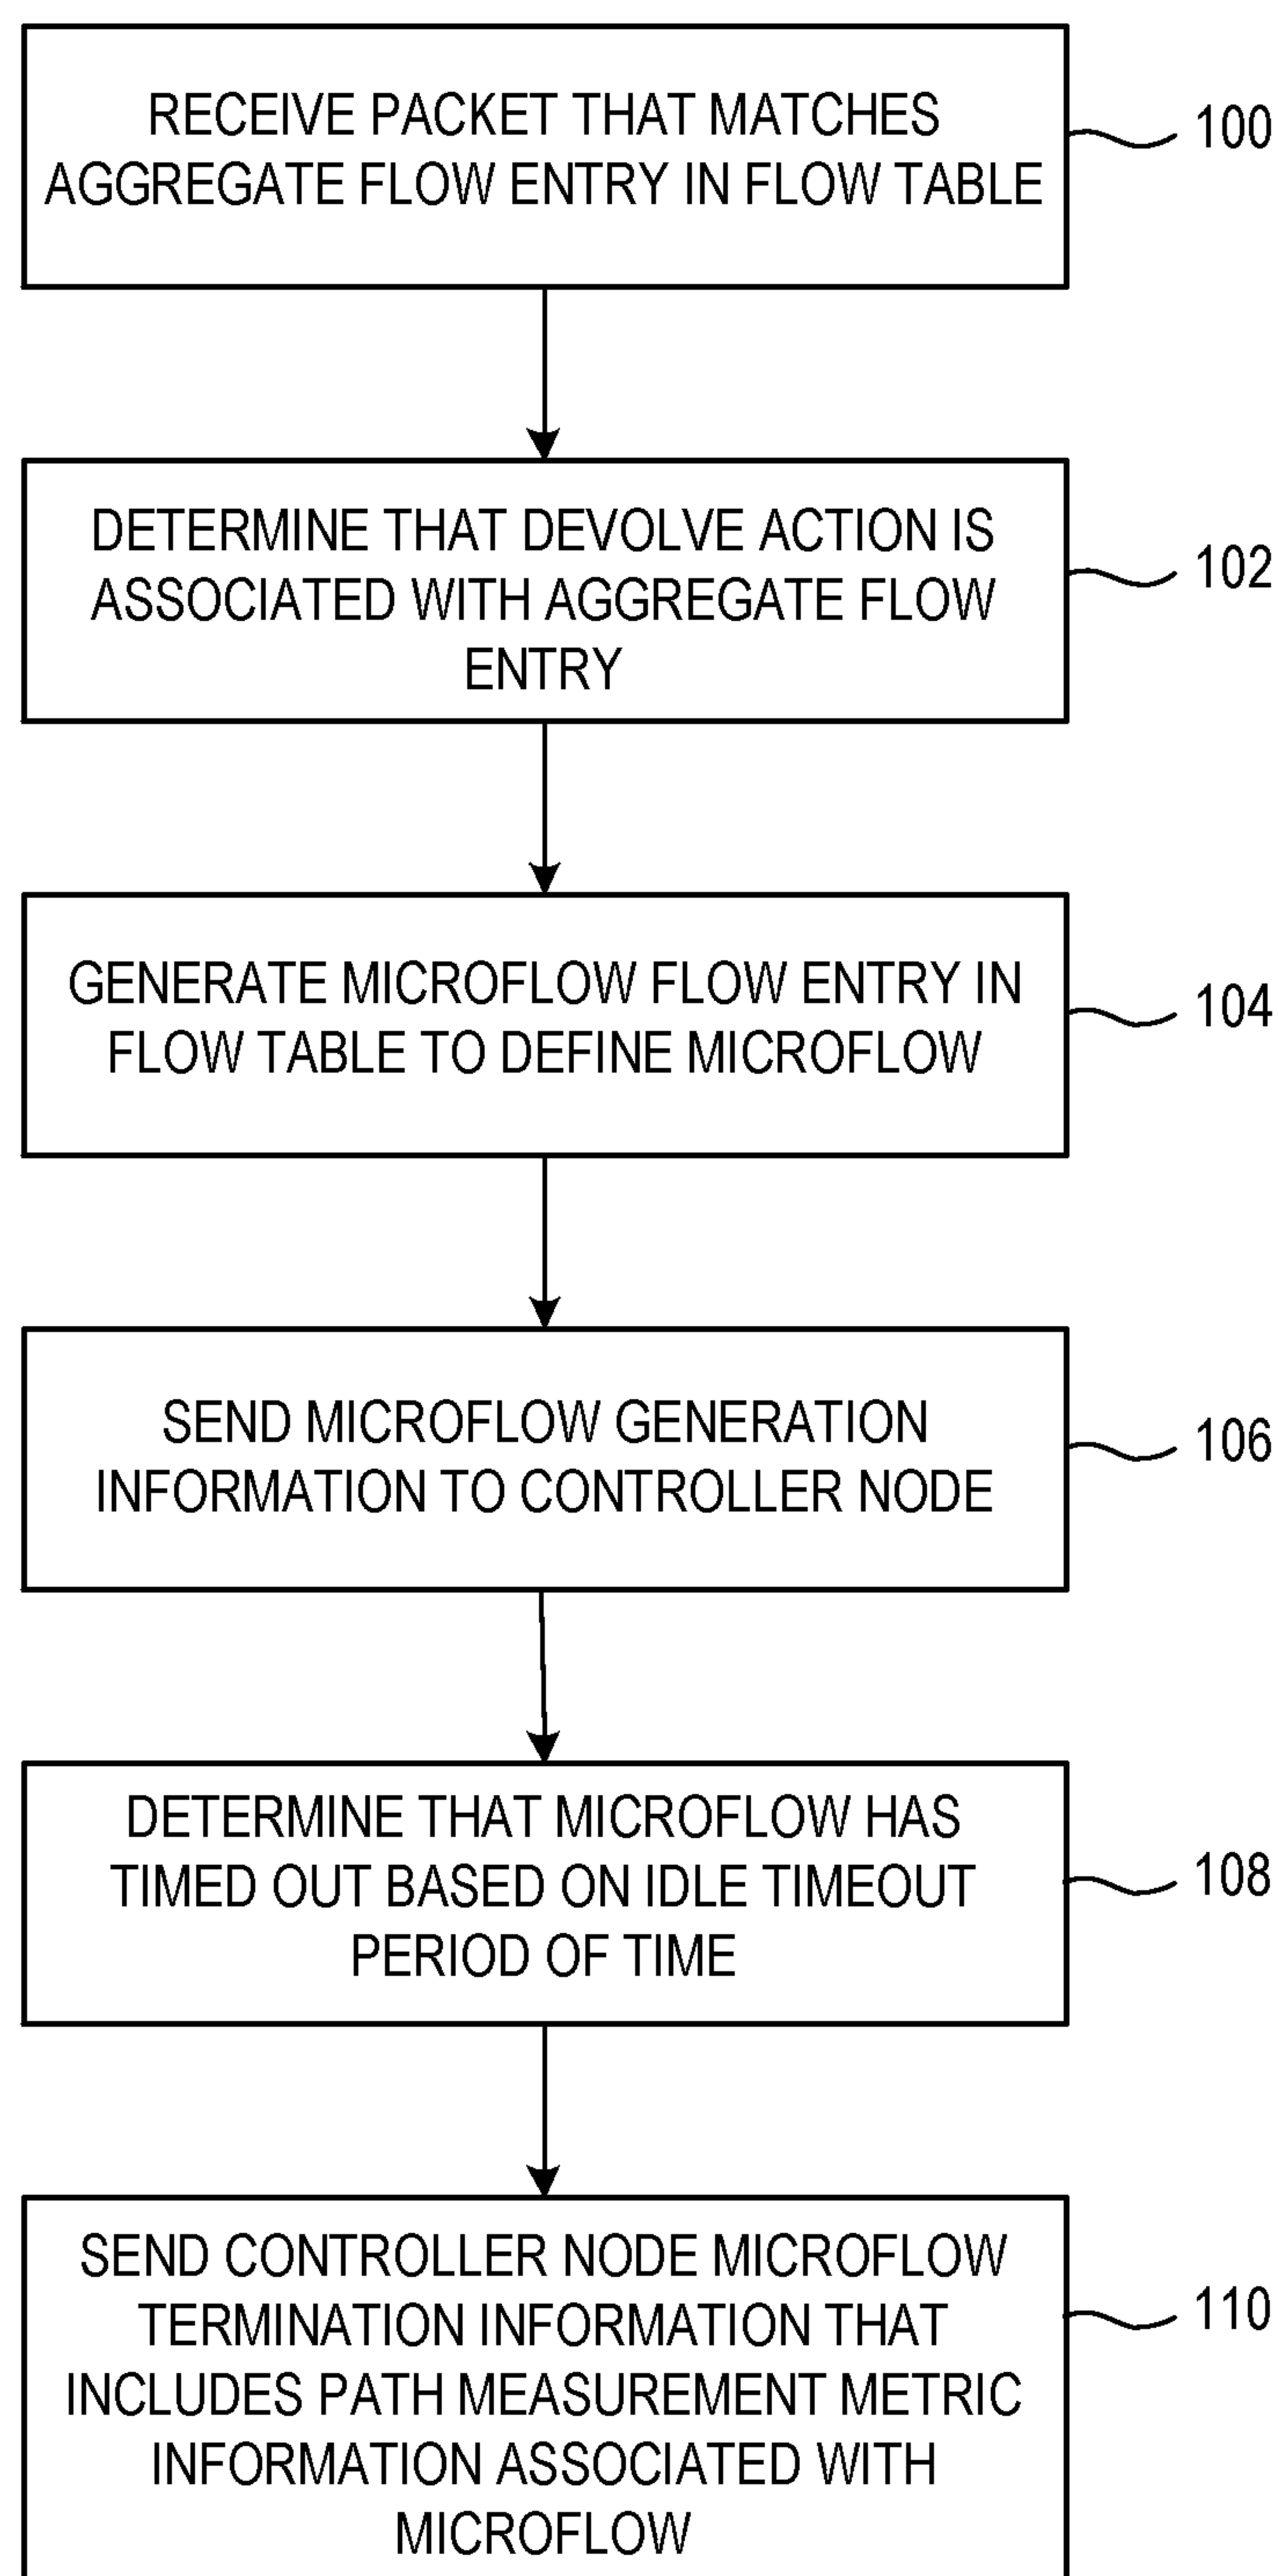 RECEIVE PACKET THAT MATCHES
AGGREGATE FLOW ENTRY IN FLOW TABLE
100
DETERMINE THAT DEVOLVE ACTION IS
ASSOCIATED WITH AGGREGATE FLOW
ENTRY
102
GENERATE MICROFLOW FLOW ENTRY IN
FLOW TABLE TO DEFINE MICROFLOW
104
SEND MICROFLOW GENERATION
INFORMATION TO CONTROLLER NODE
106
DETERMINE THAT MICROFLOW HAS
TIMED OUT BASED ON IDLE TIMEOUT
PERIOD OF TIME
108
SEND CONTROLLER NODE MICROFLOW
TERMINATION INFORMATION THAT
INCLUDES PATH MEASUREMENT METRIC
INFORMATION ASSOCIATED WITH
MICROFLOW
110